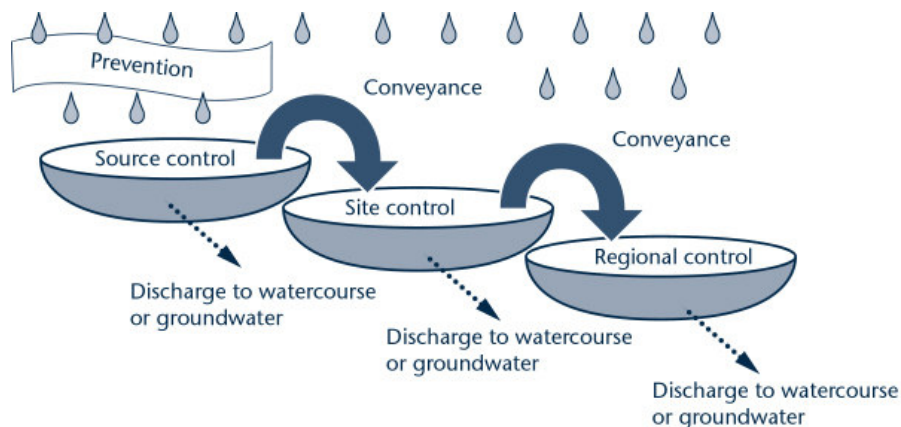 Prevention
Conveyance
Conveyance
Source control
Site control
Regional control
Discharge to watercourse
or groundwater
Discharge to watercourse
or groundwater
Discharge to watercourse
or groundwater